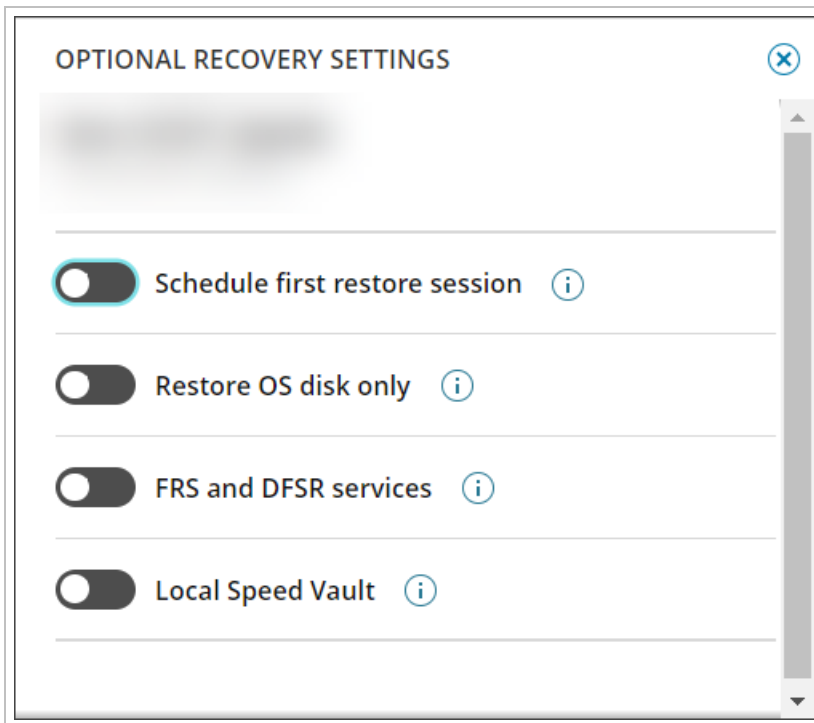 OPTIONAL RECOVERY SETTINGS
Schedule first restore session
Restore OS disk only
FRS and DFSR services
Local Speed Vault